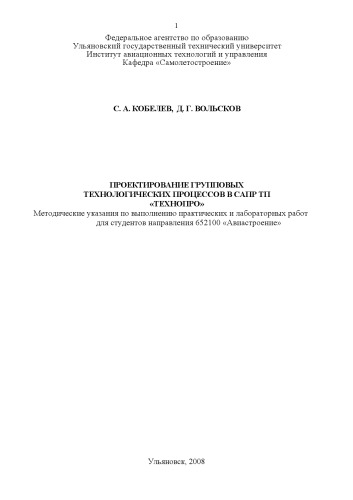 1
Федеральное агентство по образованию
Ульяновский государственный технический университет
Институт авиационных технологий и управления
Кафедра «Самолетостроение»
С. А. КОБЕЛЕВ, Д. Г. ВОЛЬСКОВ
ПРОЕКТИРОВАНИЕ ГРУППОВЫХ
ТЕХНОЛОГИЧЕСКИХ ПРОЦЕССОВ В САПР ТП
«ТЕХНОПРО»
Методические указания по выполнению практических и лабораторных работ
для студентов направления 652100 «Авиастроение»
Ульяновск, 2008